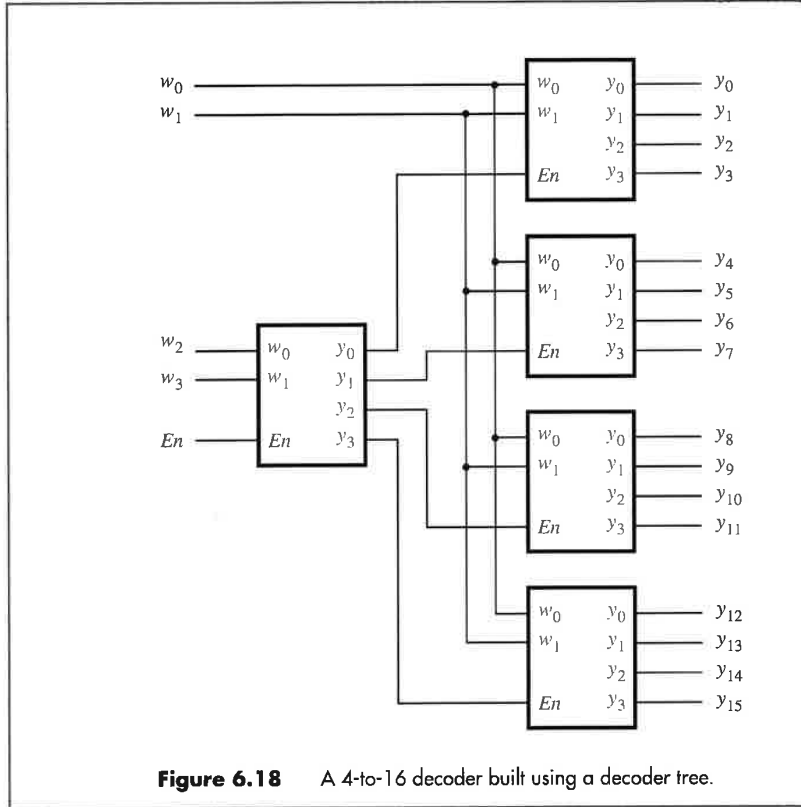 w0 w0 y0 y0
w1 w1 y1 y1
y2 y2
En y3 y3
w0 y0 y4
w1 y1 y5
y2 y6
En y3 y7
w2 w0 y0
w3 w1 y1
y2
En En y3
w0 y0 y8
w1 y1 y9
y2 y10
En y3 y11
w0 y0 y12
w1 y1 y13
y2 y14
En y3 y15
Figure 6.18 A 4-to-16 decoder built using a decoder tree.